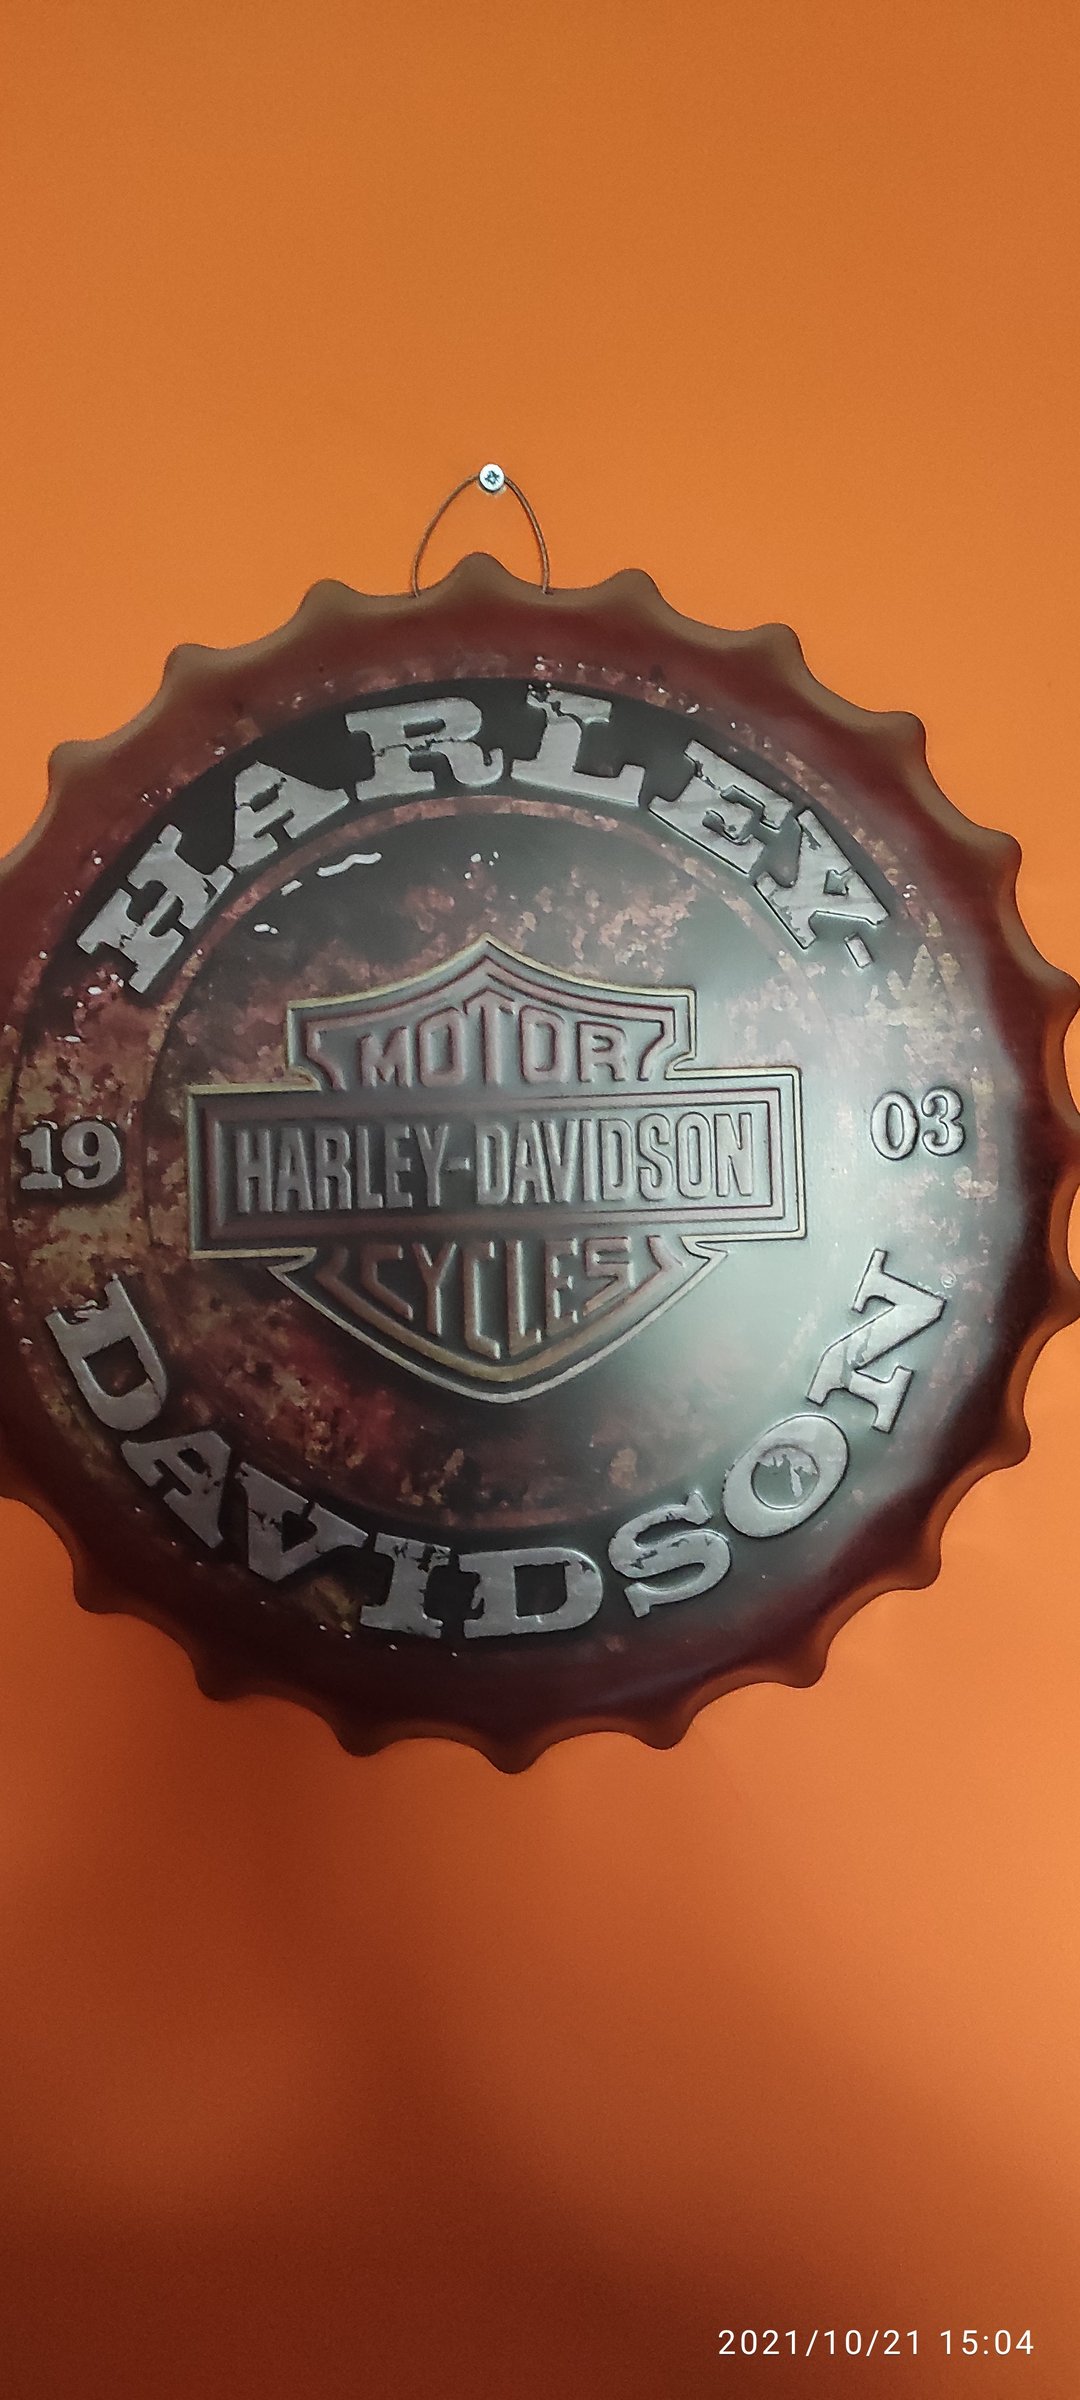 HARLEY-
MOTOR
19 HARLEY-DAVIDSON 03
CYCLES
DAVIDSON®
2021/10/21 15:04